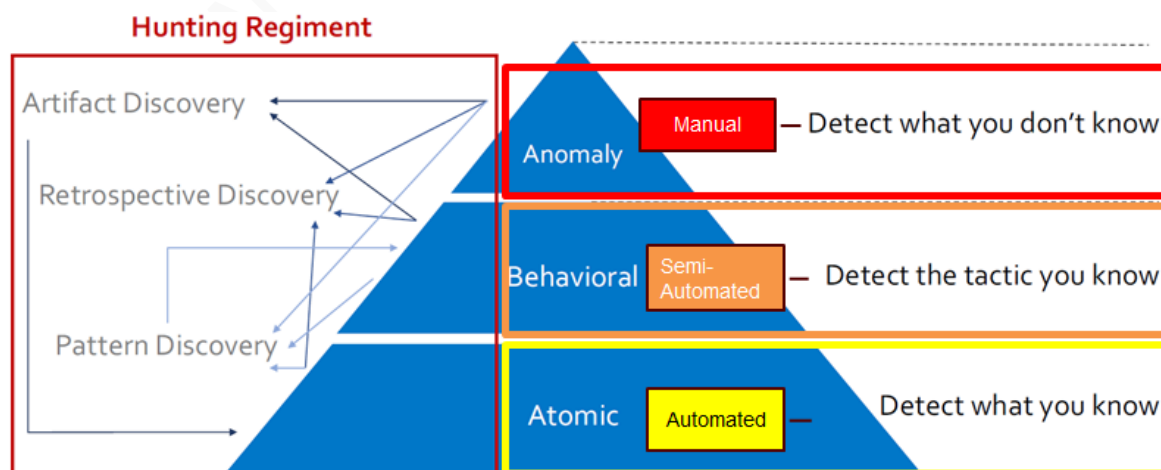 Hunting Regiment
Artifact Discovery
Retrospective Discovery
Pattern Discovery
Anomaly
Manual
Detect what you don't know
Behavioral
Semi-
Automated
Detect the tactic you know
Atomic
Automated
Detect what you know